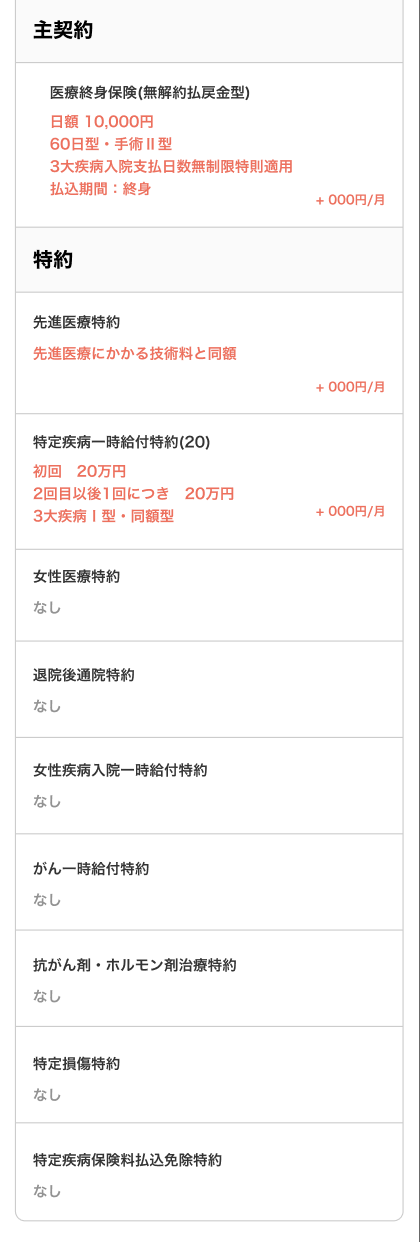 主契約
医療終身保険(無解約払戻金型)
日額 10,000円
60日型・手術Ⅱ型
3大疾病入院支払日数無制限特則適用
払込期間：終身
+ 000円/月
特約
先進医療特約
先進医療にかかる技術料と同額
+ 000円/月
特定疾病一時給付特約(20)
初回　20万円
2回目以後1回につき　20万円
3大疾病Ⅰ型・同額型
+ 000円/月
女性医療特約
なし
退院後通院特約
なし
女性疾病入院一時給付特約
なし
がん一時給付特約
なし
抗がん剤・ホルモン剤治療特約
なし
特定損傷特約
なし
特定疾病保険料払込免除特約
なし